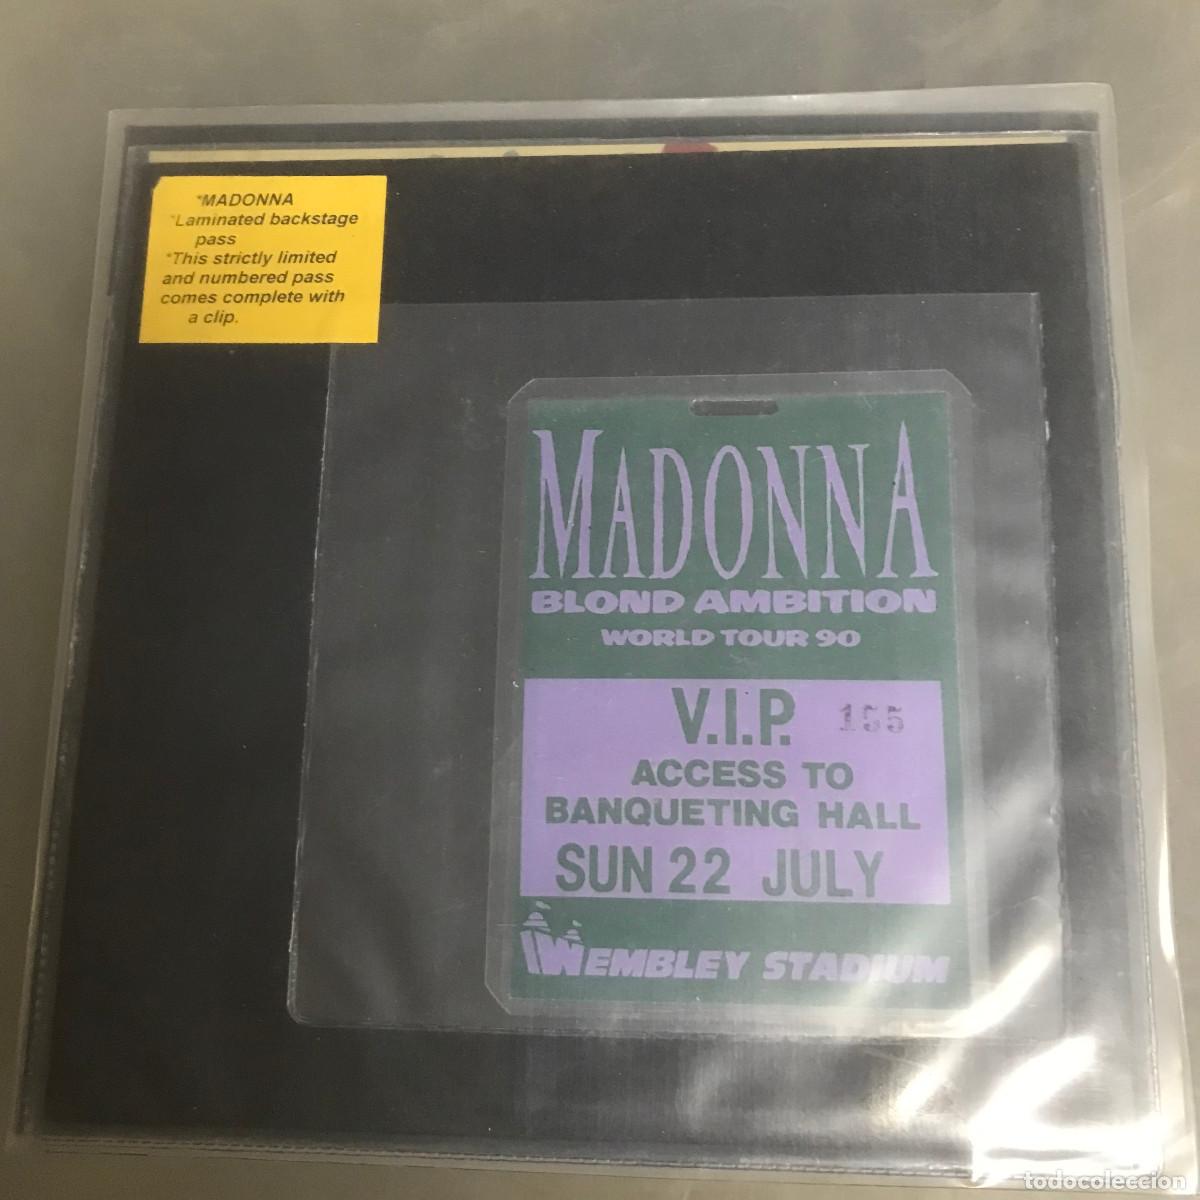 *MADONNA
*Laminated backstage
pass
*This strictly limited
and numbered pass
comes complete with
a clip.
MADONNA
BLOND AMBITION
WORLD TOUR 90
V.I.P. 155
ACCESS TO
BANQUETING HALL
SUN 22 JULY
WEMBLEY STADIUM
todocoleccion